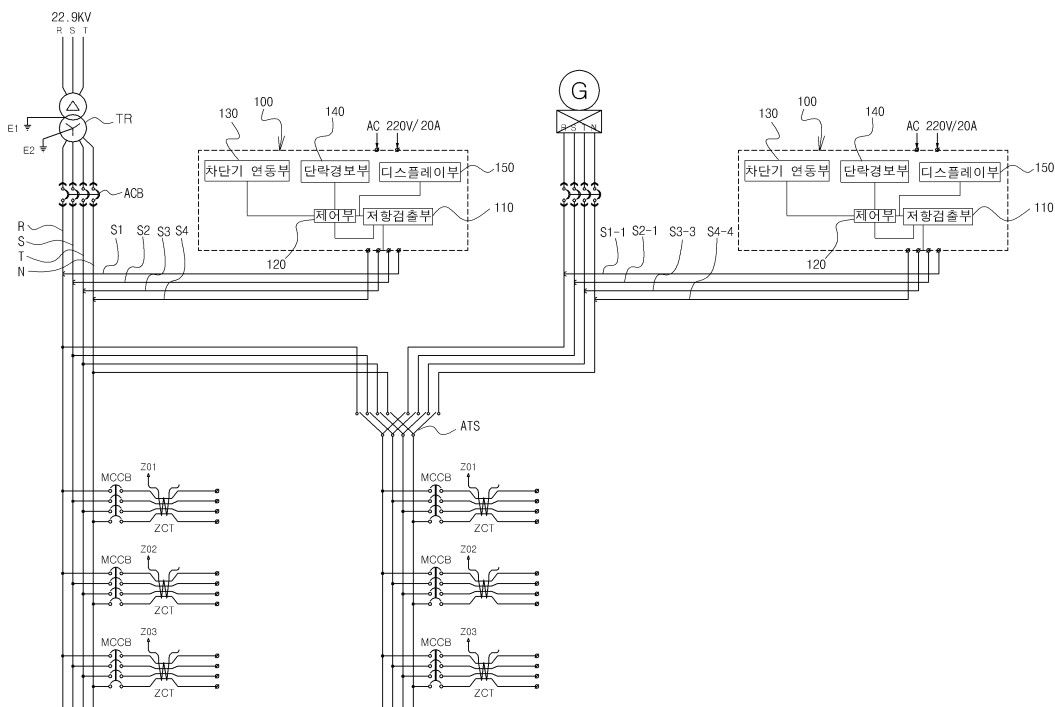 22.9KV
R S T
TR
E1
E2
ACB
R
S
T
N
S1 S2 S3 S4
100
130
140
AC 220V/20A
차단기 연동부
단락경보부
디스플레이부
150
제어부
저항검출부
110
120
G
R S T N
100
130
140
AC 220V/20A
차단기 연동부
단락경보부
디스플레이부
150
제어부
저항검출부
110
120
S1-1 S2-1 S3-3 S4-4
ATS
MCCB
Z01
ZCT
MCCB
Z02
ZCT
MCCB
Z03
ZCT
MCCB
Z01
ZCT
MCCB
Z02
ZCT
MCCB
Z03
ZCT